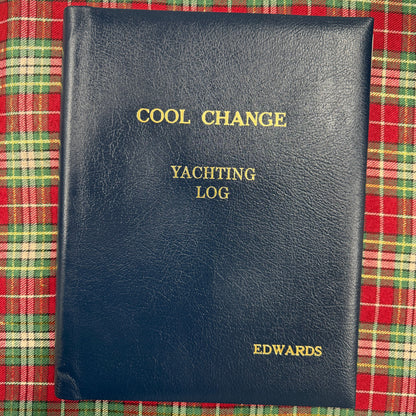 COOL CHANGE
YACHTING
LOG
EDWARDS